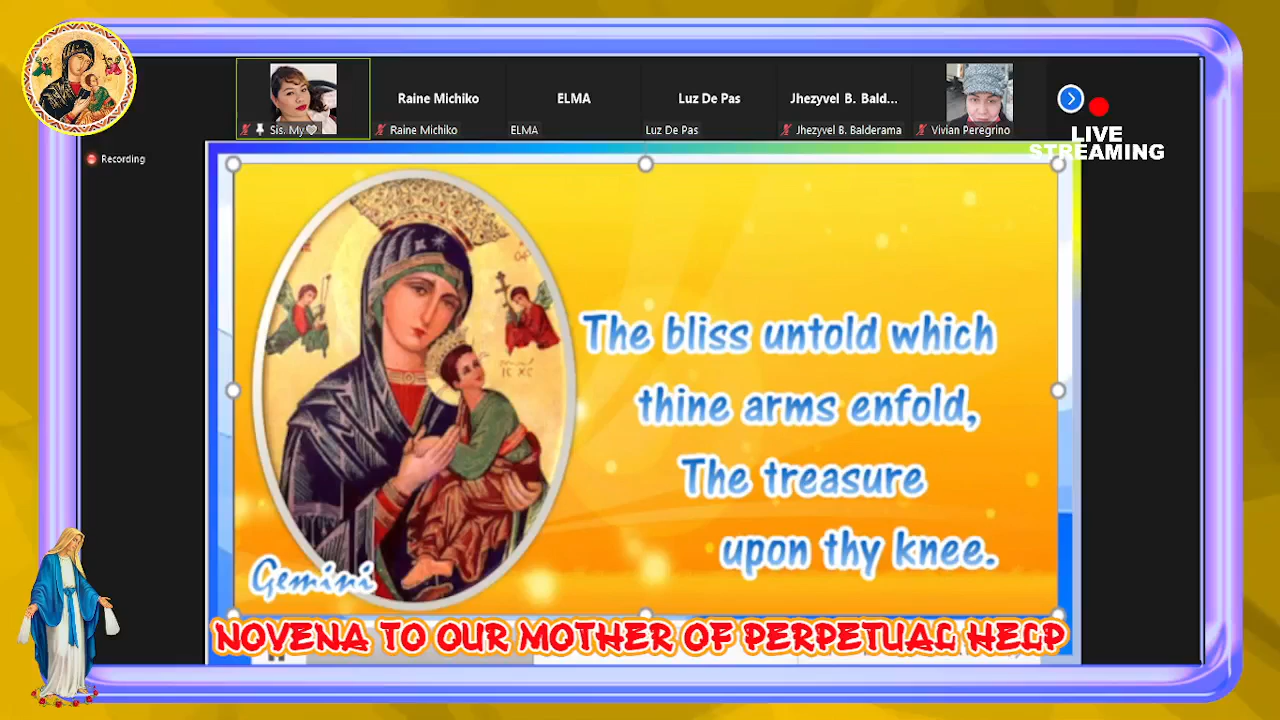 Raine Michiko
ELMA
Luz De Pas
Jhezyvel B. Bald...
Sis. My🤍
Raine Michiko
ELMA
Luz De Pas
Jhezyvel B. Balderama
Vivian Peregrino
LIVE
STREAMING
Recording
The bliss untold which
thine arms enfold,
The treasure
upon thy knee.
Gemini
IC XC
NOVENA TO OUR MOTHER OF PERPETUAL HELP